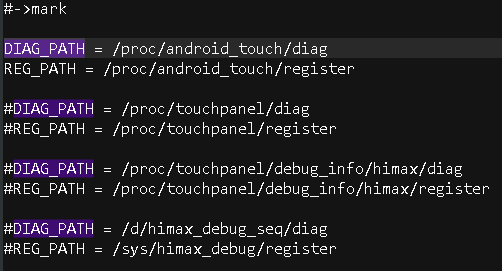 #->mark
DIAG_PATH = /proc/android_touch/diag
REG_PATH = /proc/android_touch/register
#DIAG_PATH = /proc/touchpanel/diag
#REG_PATH = /proc/touchpanel/register
#DIAG_PATH = /proc/touchpanel/debug_info/himax/diag
#REG_PATH = /proc/touchpanel/debug_info/himax/register
#DIAG_PATH = /d/himax_debug_seq/diag
#REG_PATH = /sys/himax_debug/register